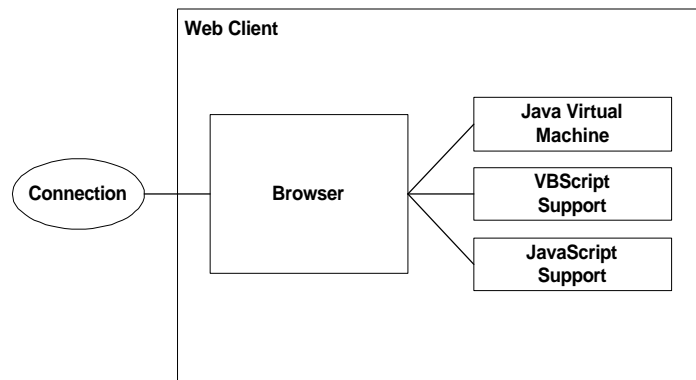 Web Client
Java Virtual
Machine
Connection
Browser
VBScript
Support
JavaScript
Support